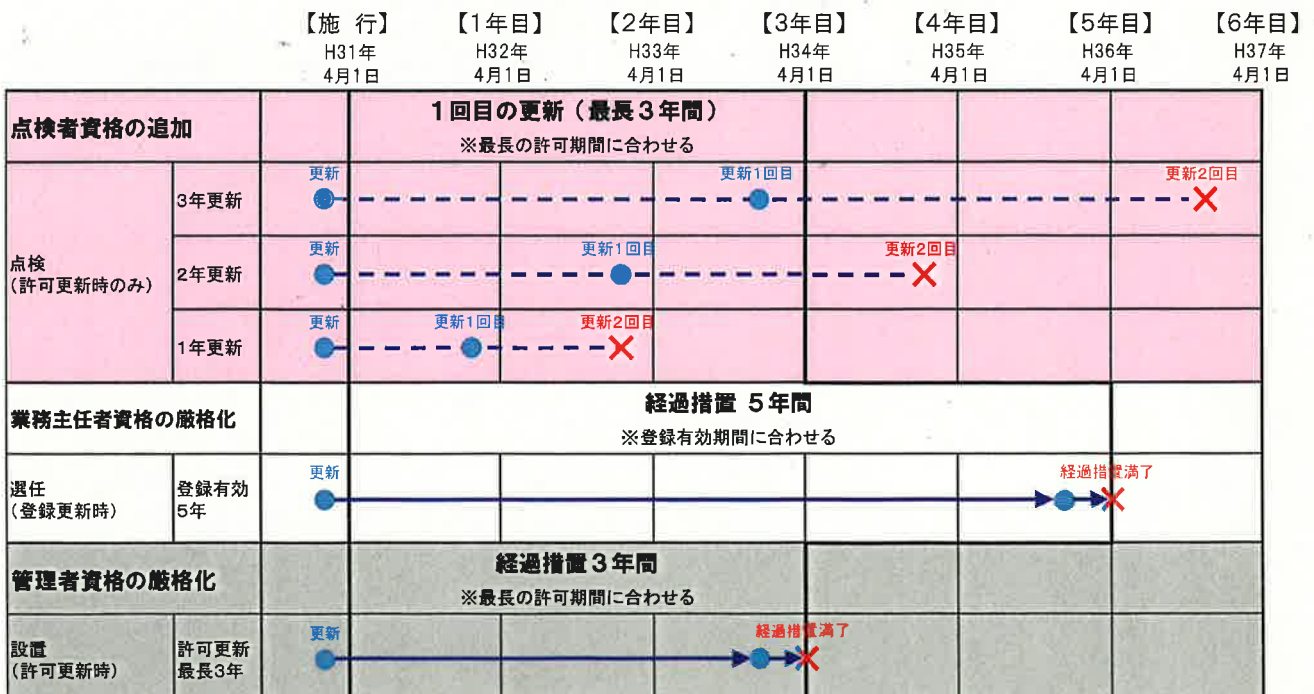 【施 行】 【1年目】 【2年目】 【3年目】 【4年目】 【5年目】 【6年目】
H31年 H32年 H33年 H34年 H35年 H36年 H37年
4月1日 4月1日 4月1日 4月1日 4月1日 4月1日 4月1日
点検者資格の追加
1回目の更新（最長3年間）
※最長の許可期間に合わせる
点検
(許可更新時のみ)
3年更新
更新 更新1回目 更新2回目
2年更新
更新 更新1回目 更新2回目
1年更新
更新 更新1回目 更新2回目
業務主任者資格の厳格化
経過措置 5年間
※登録有効期間に合わせる
選任
(登録更新時)
登録有効
5年
更新 経過措置満了
管理者資格の厳格化
経過措置3年間
※最長の許可期間に合わせる
設置
(許可更新時)
許可更新
最長3年
更新 経過措置満了